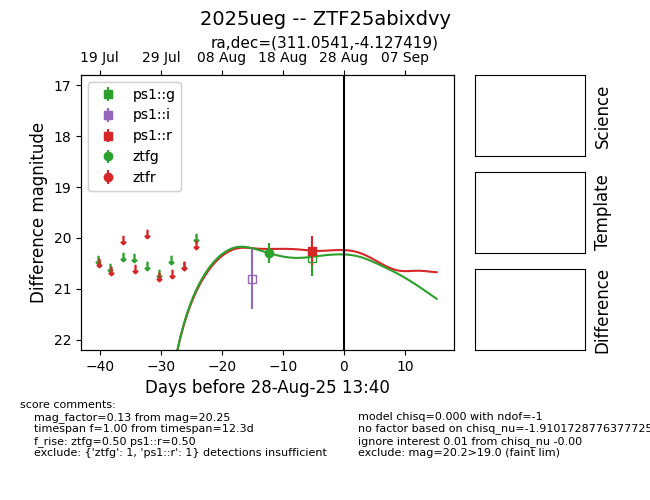 2025ueg -- ZTF25abixdvy
ra,dec=(311.0541,-4.127419)
19 Jul 29 Jul 08 Aug 18 Aug 28 Aug 07 Sep
17
18
19
20
21
22
Difference magnitude
ps1::g
ps1::i
ps1::r
ztfg
ztfr
−40 −30 −20 −10 0 10
Days before 28-Aug-25 13:40
Science
Template
Difference
score comments:
mag_factor=0.13 from mag=20.25
timespan f=1.00 from timespan=12.3d
f_rise: ztfg=0.50 ps1::r=0.50
exclude: {'ztfg': 1, 'ps1::r': 1} detections insufficient
model chisq=0.000 with ndof=-1
no factor based on chisq_nu=-1.9101728776377725
ignore interest 0.01 from chisq_nu -0.00
exclude: mag=20.2>19.0 (faint lim)